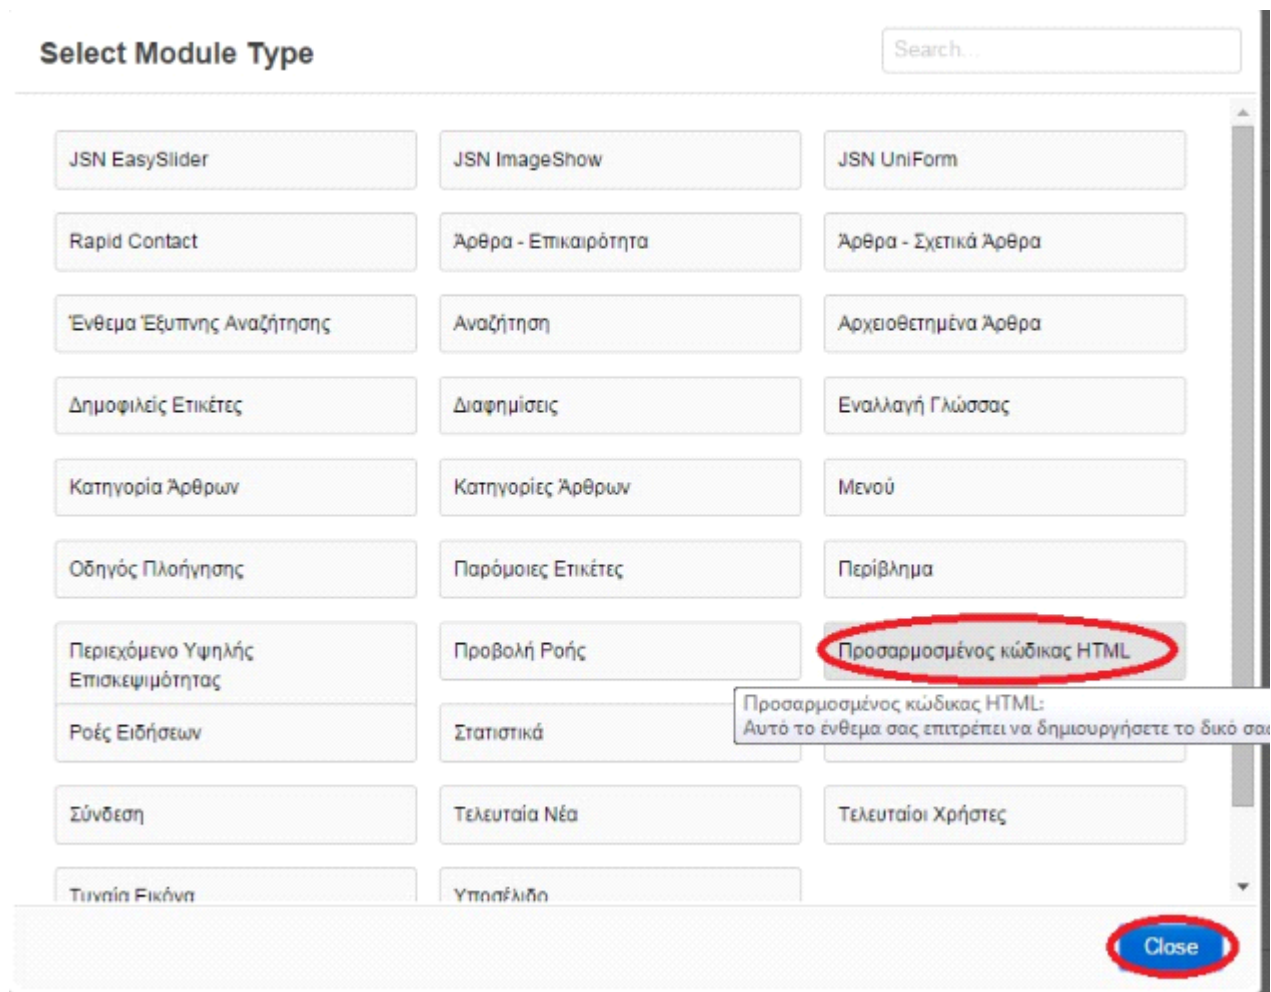 Select Module Type
Search...
JSN EasySlider
JSN ImageShow
JSN UniForm
Rapid Contact
Άρθρα - Επικαιρότητα
Άρθρα - Σχετικά Άρθρα
Ένθεμα Έξυπνης Αναζήτησης
Αναζήτηση
Αρχειοθετημένα Άρθρα
Δημοφιλείς Ετικέτες
Διαφημίσεις
Εναλλαγή Γλώσσας
Κατηγορία Άρθρων
Κατηγορίες Άρθρων
Μενού
Οδηγός Πλοήγησης
Παρόμοιες Ετικέτες
Περίβλημα
Περιεχόμενο Υψηλής
Επισκεψιμότητας
Προβολή Ροής
Προσαρμοσμένος κώδικας HTML
Προσαρμοσμένος κώδικας HTML:
Αυτό το ένθεμα σας επιτρέπει να δημιουργήσετε το δικό σας
Ροές Ειδήσεων
Στατιστικά
Σύνδεση
Τελευταία Νέα
Τελευταίοι Χρήστες
Τυχαία Εικόνα
Υποσέλιδο
Close